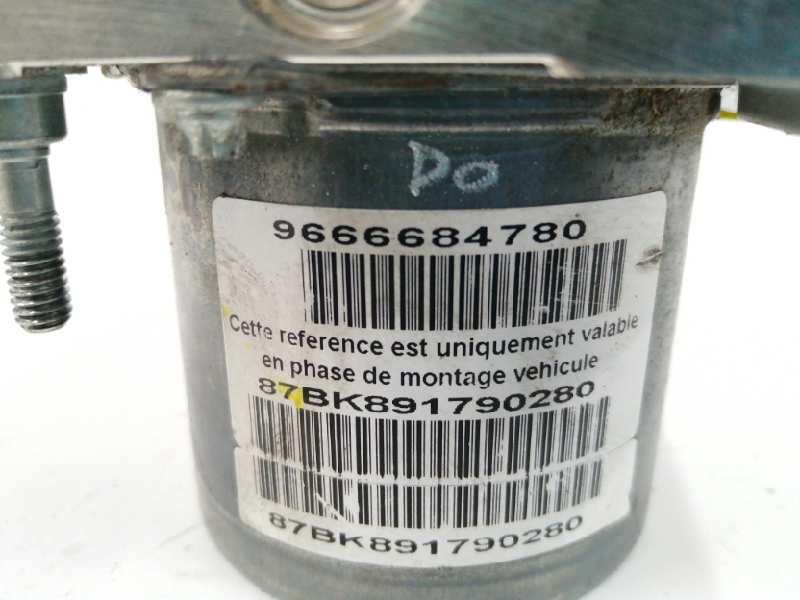 DO
9666684780
Cette reference est uniquement valable
en phase de montage vehicule
87BK891790280
87BK891790280